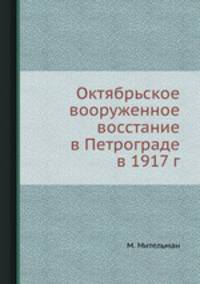 Октябрьское
вооруженное
восстание
в Петрограде
в 1917 г
М. Мительман